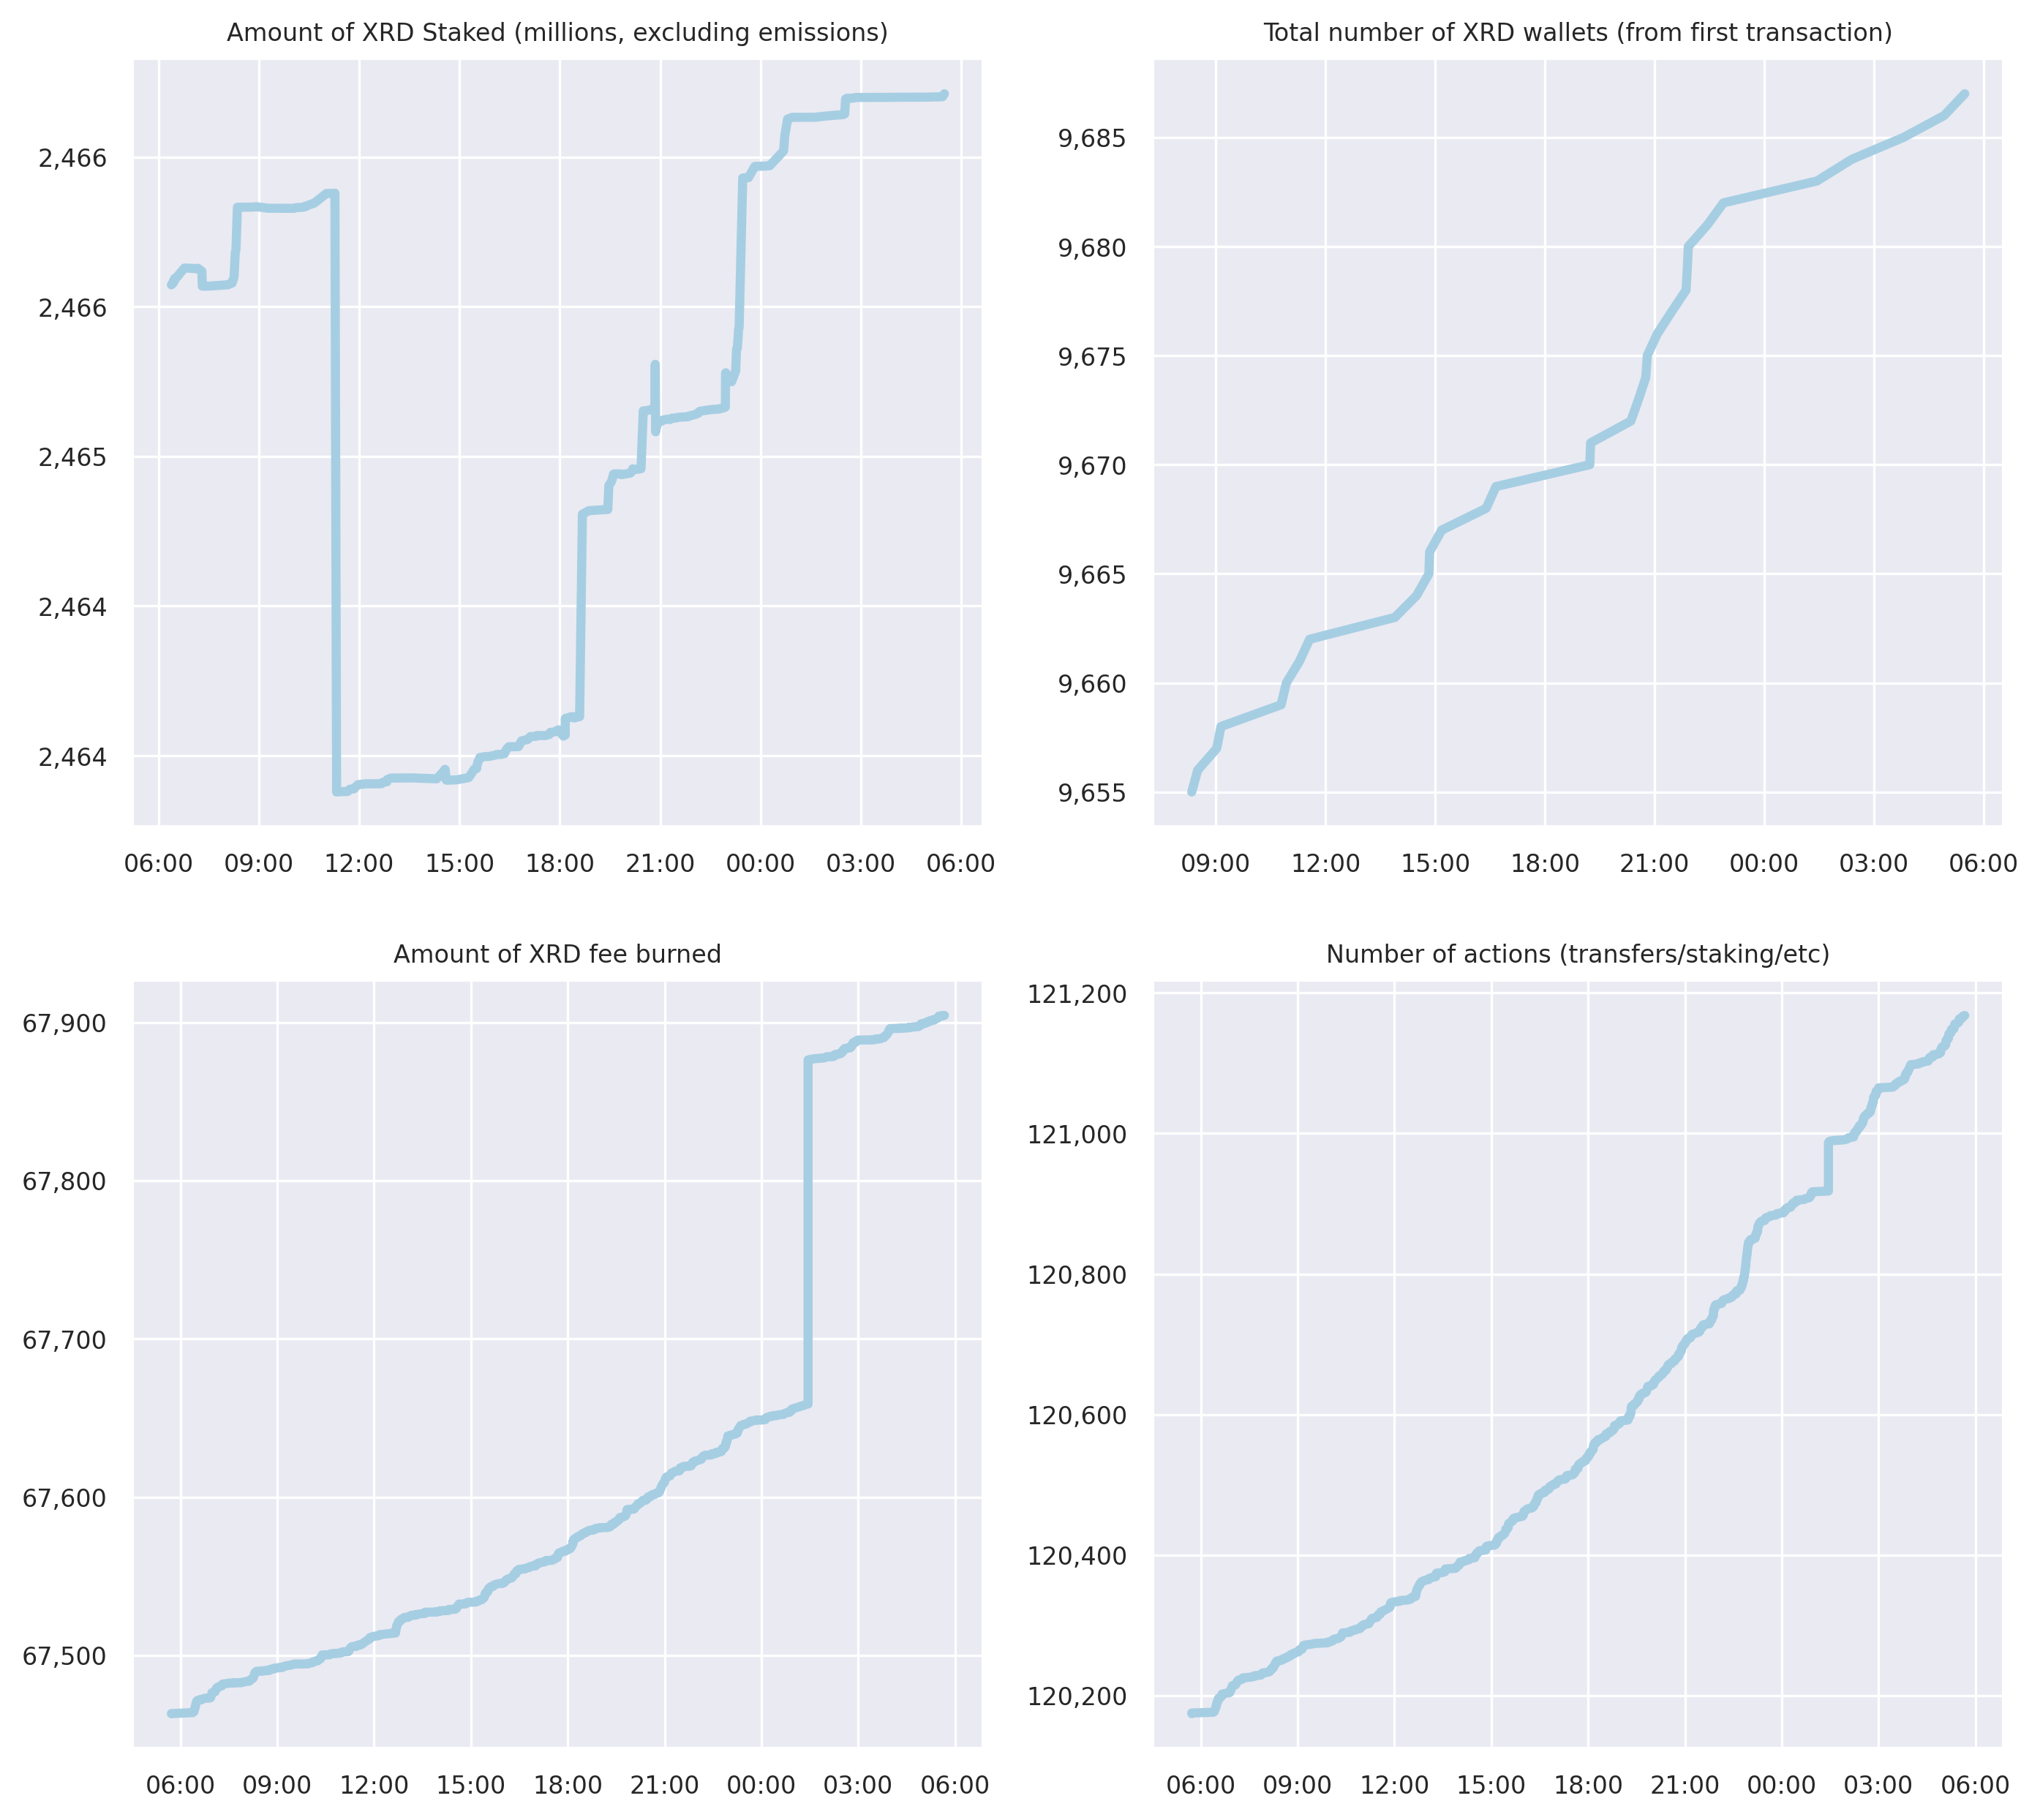 Amount of XRD Staked (millions, excluding emissions)
2,466
2,466
2,465
2,464
2,464
06:00 09:00 12:00 15:00 18:00 21:00 00:00 03:00 06:00
Total number of XRD wallets (from first transaction)
9,685
9,680
9,675
9,670
9,665
9,660
9,655
09:00 12:00 15:00 18:00 21:00 00:00 03:00 06:00
Amount of XRD fee burned
67,900
67,800
67,700
67,600
67,500
06:00 09:00 12:00 15:00 18:00 21:00 00:00 03:00 06:00
Number of actions (transfers/staking/etc)
121,200
121,000
120,800
120,600
120,400
120,200
06:00 09:00 12:00 15:00 18:00 21:00 00:00 03:00 06:00